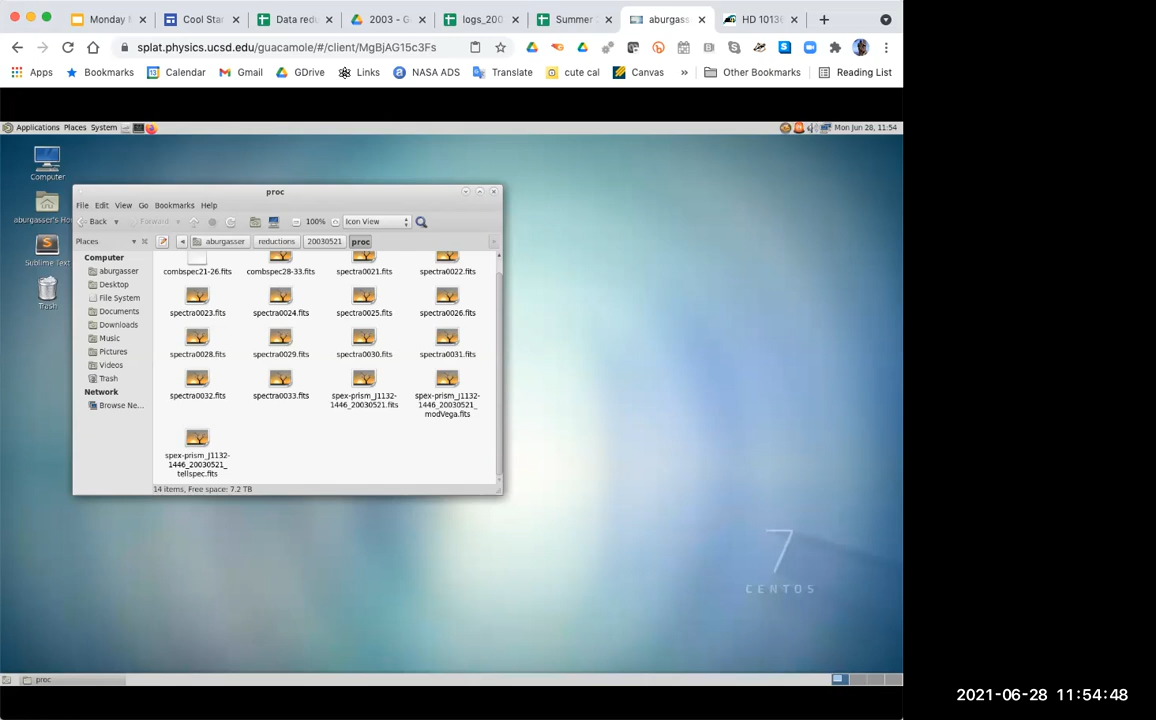 Monday M
Cool Star
Data redu
2003 - G
logs_200
Summer
aburgass
HD 1013
splat.physics.ucsd.edu/guacamole/#/client/MgBjAG15c3Fs
Apps Bookmarks Calendar Gmail GDrive Links NASA ADS Translate cute cal Canvas » Other Bookmarks Reading List
Applications Places System Mon Jun 28, 11:54
Computer
aburgasser's Ho
Sublime Text
Trash
proc
File Edit View Go Bookmarks Help
Back Forward 100% Icon View
Places aburgasser reductions 20030521 proc
Computer
aburgasser
Desktop
File System
Documents
Downloads
Music
Pictures
Videos
Trash
Network
Browse Ne...
combspec21-26.fits combspec28-33.fits spectra0021.fits spectra0022.fits
spectra0023.fits spectra0024.fits spectra0025.fits spectra0026.fits
spectra0028.fits spectra0029.fits spectra0030.fits spectra0031.fits
spectra0032.fits spectra0033.fits
spex-prism_J1132-
1446_20030521.fits
spex-prism_J1132-
1446_20030521_
modVega.fits
spex-prism_J1132-
1446_20030521_
tellspec.fits
14 items, Free space: 7.2 TB
7
CENTOS
proc
2021-06-28 11:54:48